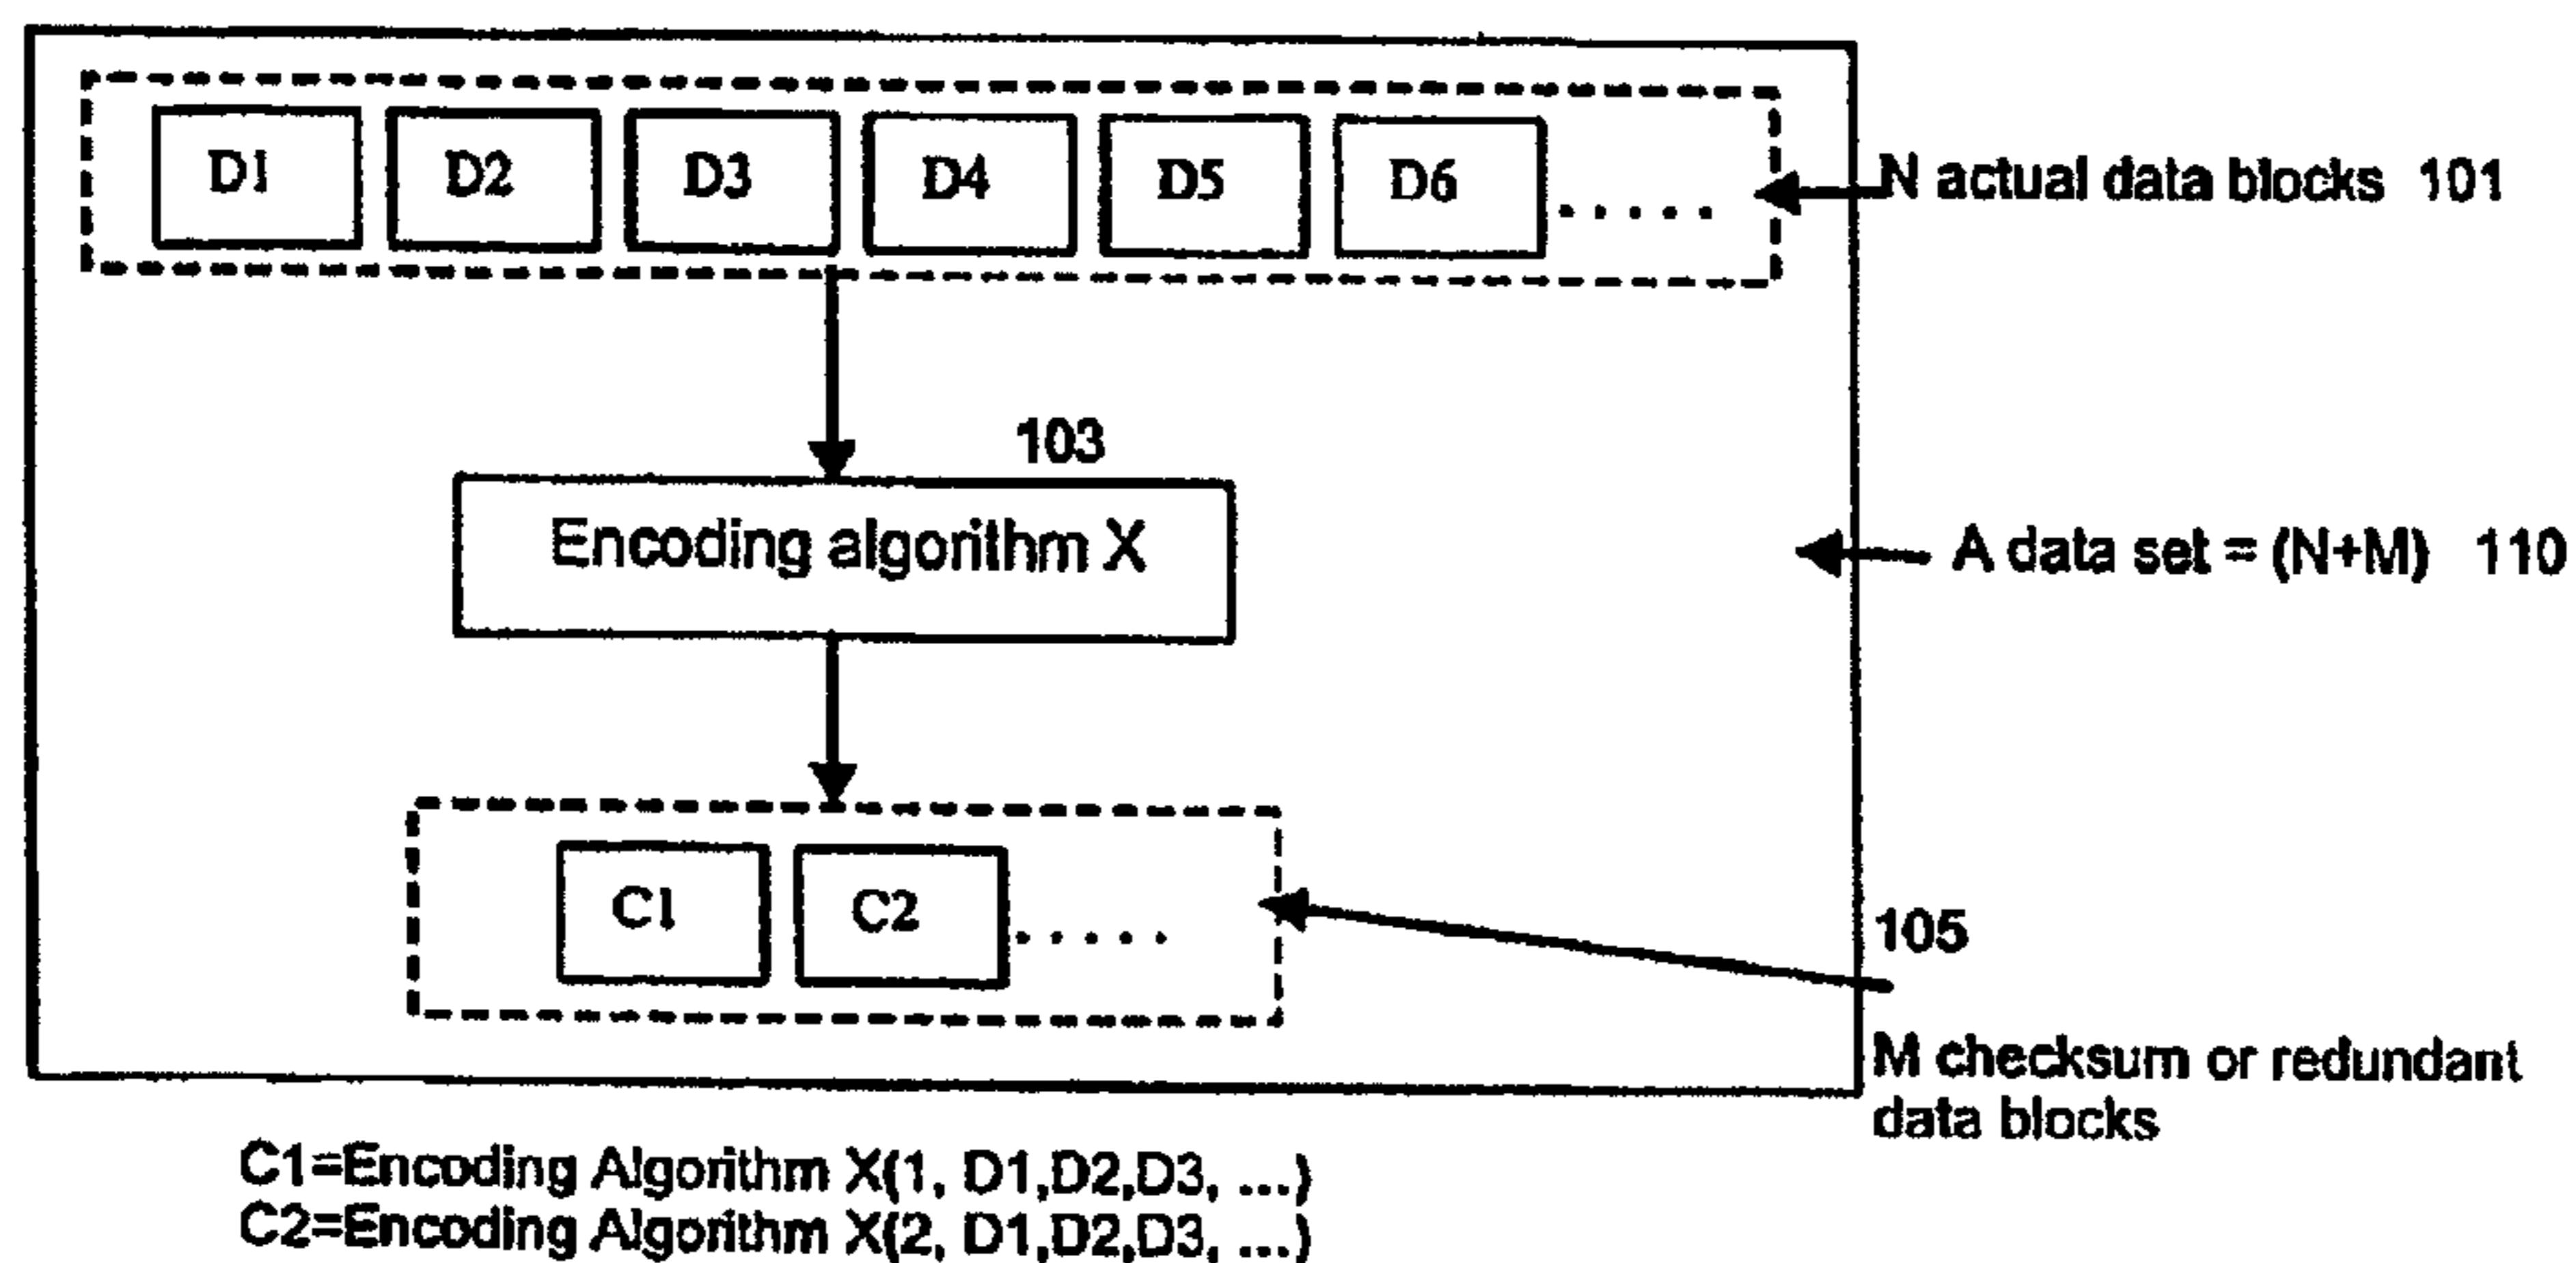 D1 D2 D3 D4 D5 D6 .....
N actual data blocks 101
103
Encoding algorithm X
A data set = (N+M) 110
C1 C2 .....
105
M checksum or redundant
data blocks
C1=Encoding Algorithm X(1, D1,D2,D3, ...)
C2=Encoding Algorithm X(2, D1,D2,D3, ...)